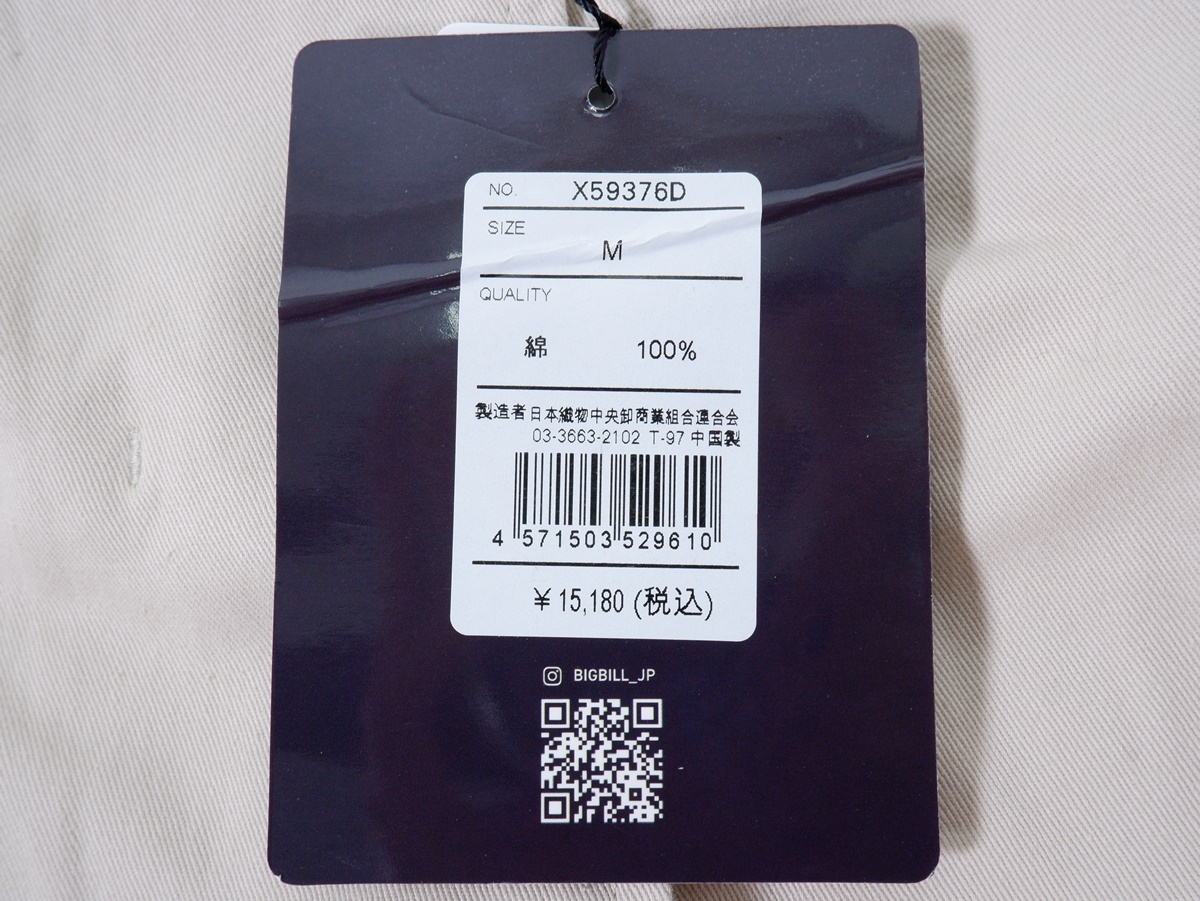 NO. X59376D
SIZE
M
QUALITY
綿 100%
製造者 日本織物中央卸商業組合連合会
03-3663-2102 T-97 中国製
4 571503 529610
¥ 15,180 (税込)
BIGBILL_JP